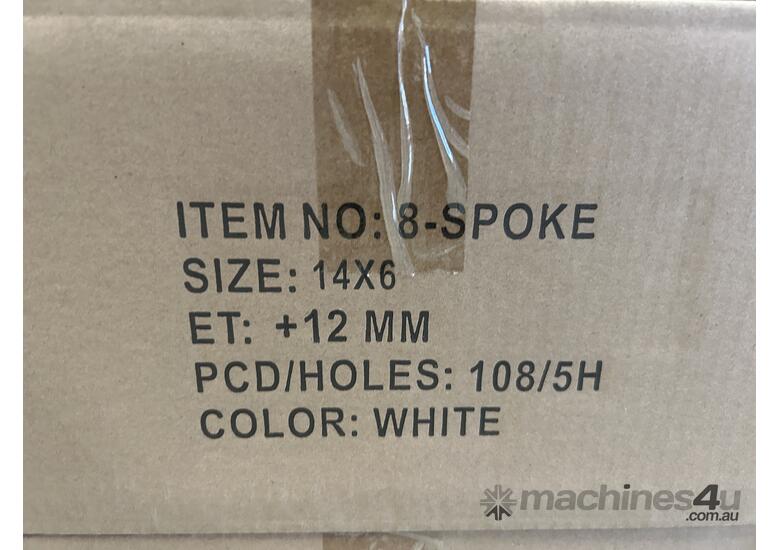 ITEM NO: 8-SPOKE
SIZE: 14X6
ET: +12 MM
PCD/HOLES: 108/5H
COLOR: WHITE
machines4u
.com.au